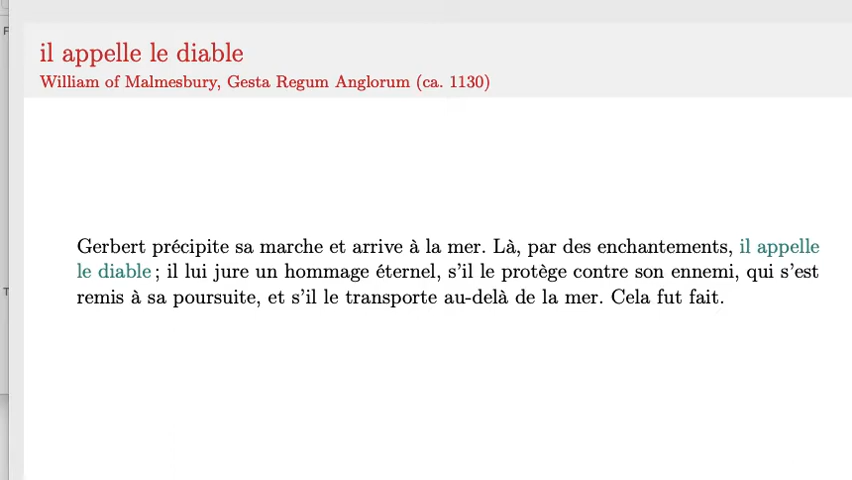 il appelle le diable
William of Malmesbury, Gesta Regum Anglorum (ca. 1130)
Gerbert précipite sa marche et arrive à la mer. Là, par des enchantements, il appelle
le diable ; il lui jure un hommage éternel, s'il le protège contre son ennemi, qui s'est
remis à sa poursuite, et s'il le transporte au-delà de la mer. Cela fut fait.